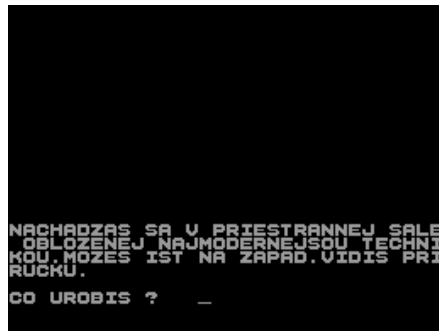 NACHADZAS SA V PRIESTRANNEJ SALE
OBLOZENEJ NAJMODERNEJSOU TECHNI
KOU.MOZES IST NA ZAPAD.VIDIS PRI
RUCKU.
CO UROBIS ? _